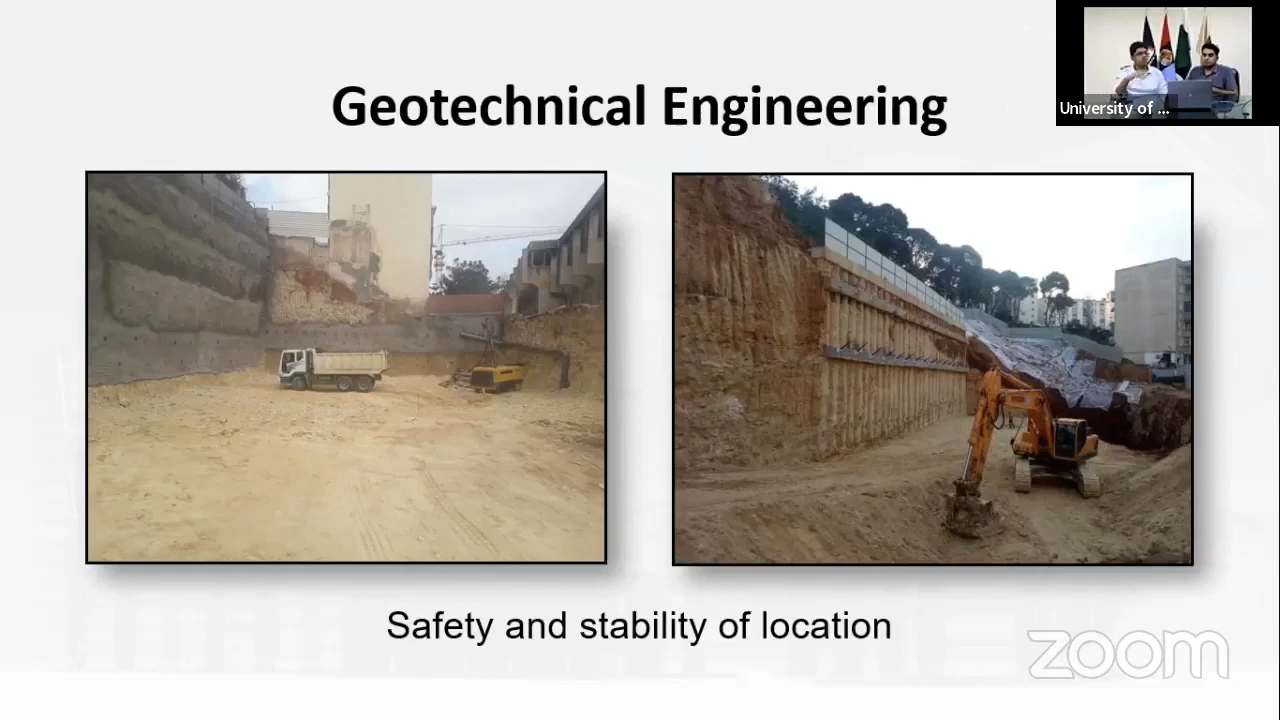 Geotechnical Engineering
University of ...
Safety and stability of location
zoom